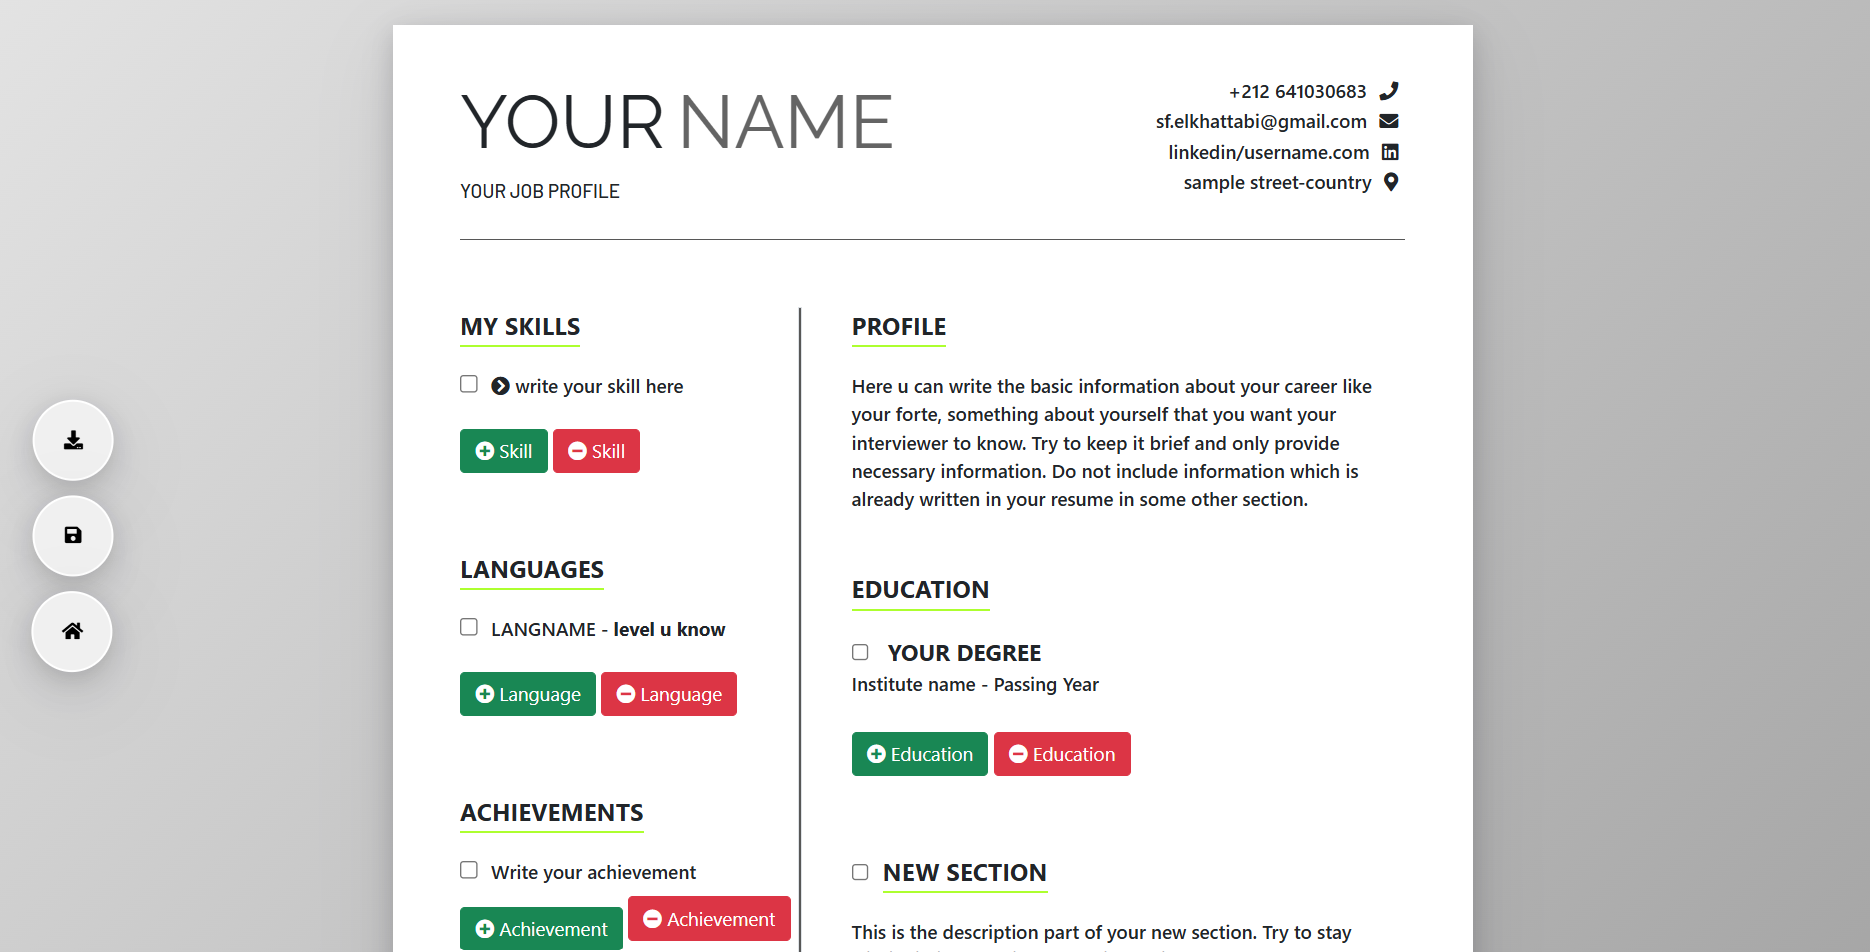 YOUR NAME
YOUR JOB PROFILE
+212 641030683
sf.elkhattabi@gmail.com
linkedin/username.com
sample street-country
MY SKILLS
write your skill here
Skill Skill
LANGUAGES
LANGNAME - level u know
Language Language
ACHIEVEMENTS
Write your achievement
Achievement Achievement
PROFILE
Here u can write the basic information about your career like
your forte, something about yourself that you want your
interviewer to know. Try to keep it brief and only provide
necessary information. Do not include information which is
already written in your resume in some other section.
EDUCATION
YOUR DEGREE
Institute name - Passing Year
Education Education
NEW SECTION
This is the description part of your new section. Try to stay